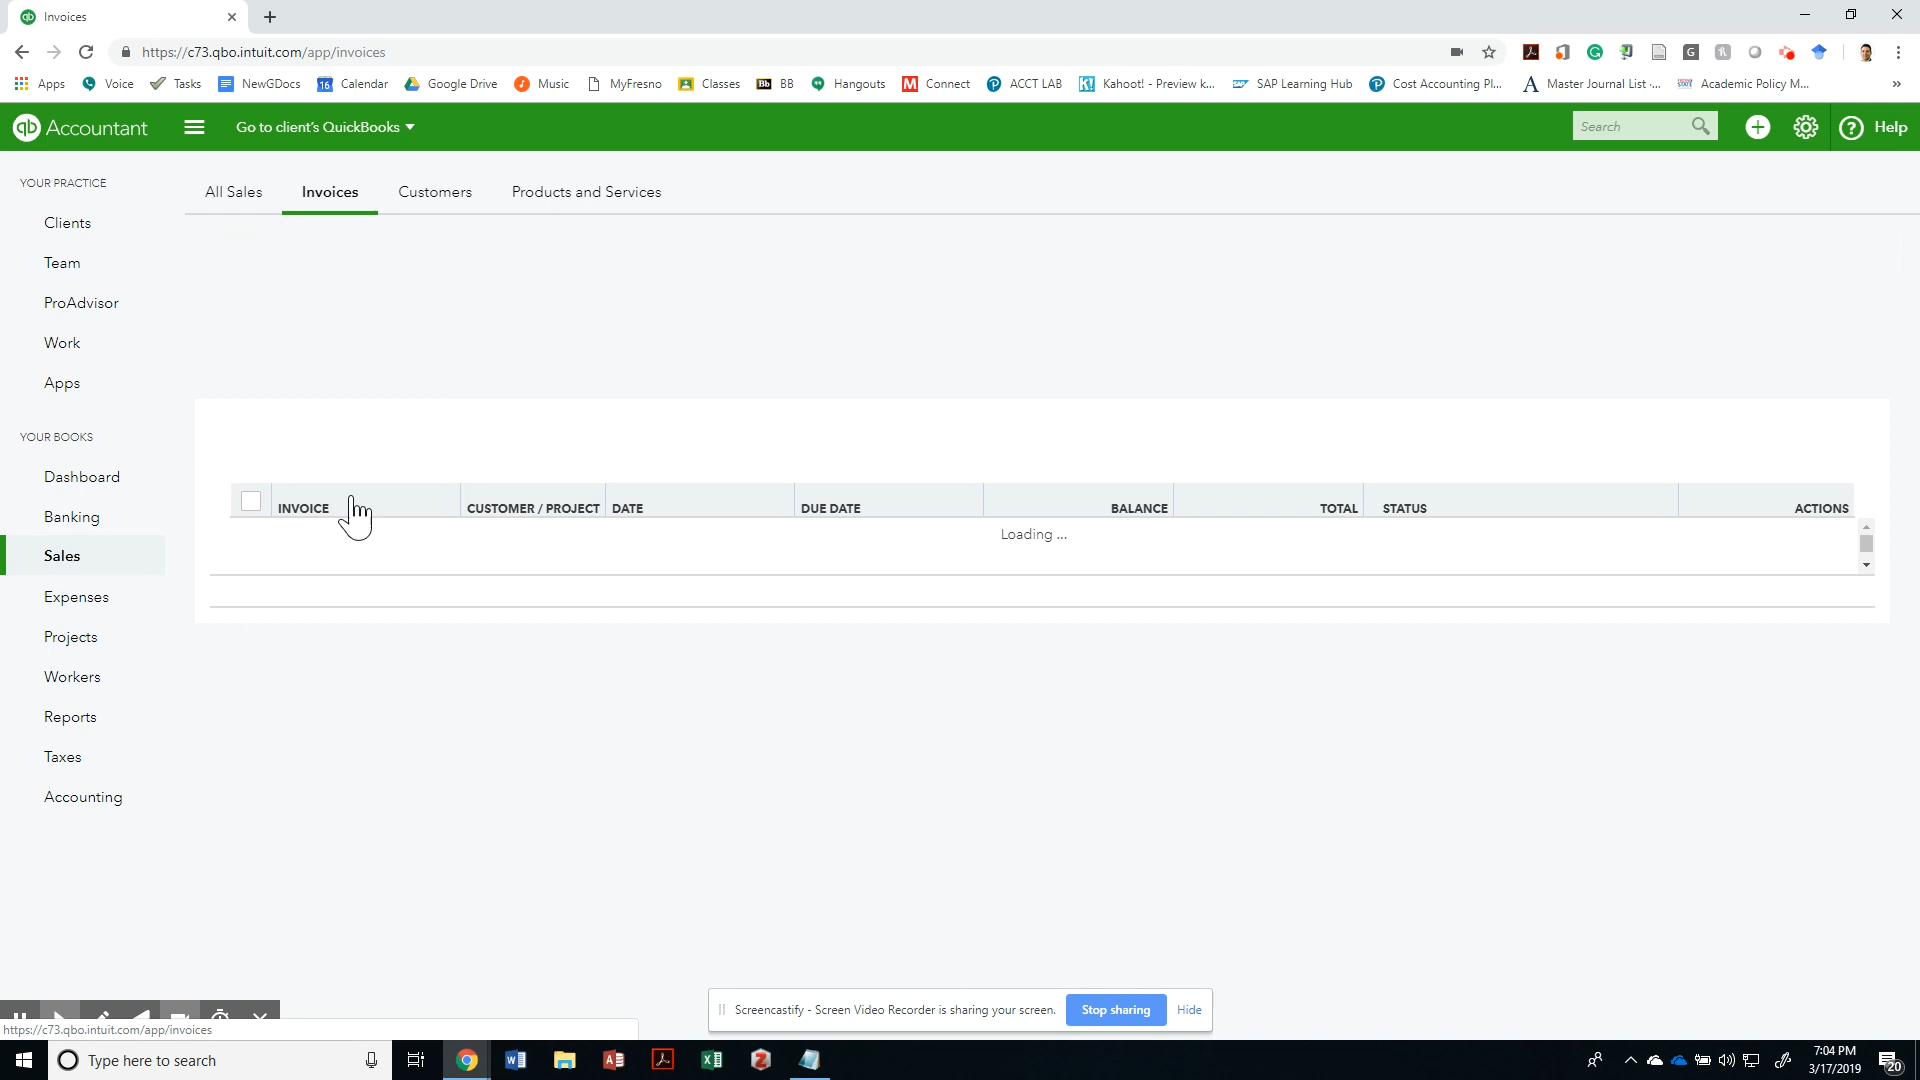 Invoices
https://c73.qbo.intuit.com/app/invoices
Apps Voice Tasks NewGDocs 16 Calendar Google Drive Music MyFresno Classes Bb BB Hangouts M Connect ACCT LAB Kahoot! - Preview k... SAP Learning Hub Cost Accounting Pl... Master Journal List -... Academic Policy M... »
qb Accountant Go to client's QuickBooks Search Help
YOUR PRACTICE
All Sales Invoices Customers Products and Services
Clients
Team
ProAdvisor
Work
Apps
YOUR BOOKS
Dashboard
Banking
Sales
Expenses
Projects
Workers
Reports
Taxes
Accounting
INVOICE CUSTOMER / PROJECT DATE DUE DATE BALANCE TOTAL STATUS ACTIONS
Loading ...
Screencastify - Screen Video Recorder is sharing your screen. Stop sharing Hide
https://c73.qbo.intuit.com/app/invoices
Type here to search
7:04 PM
3/17/2019
20